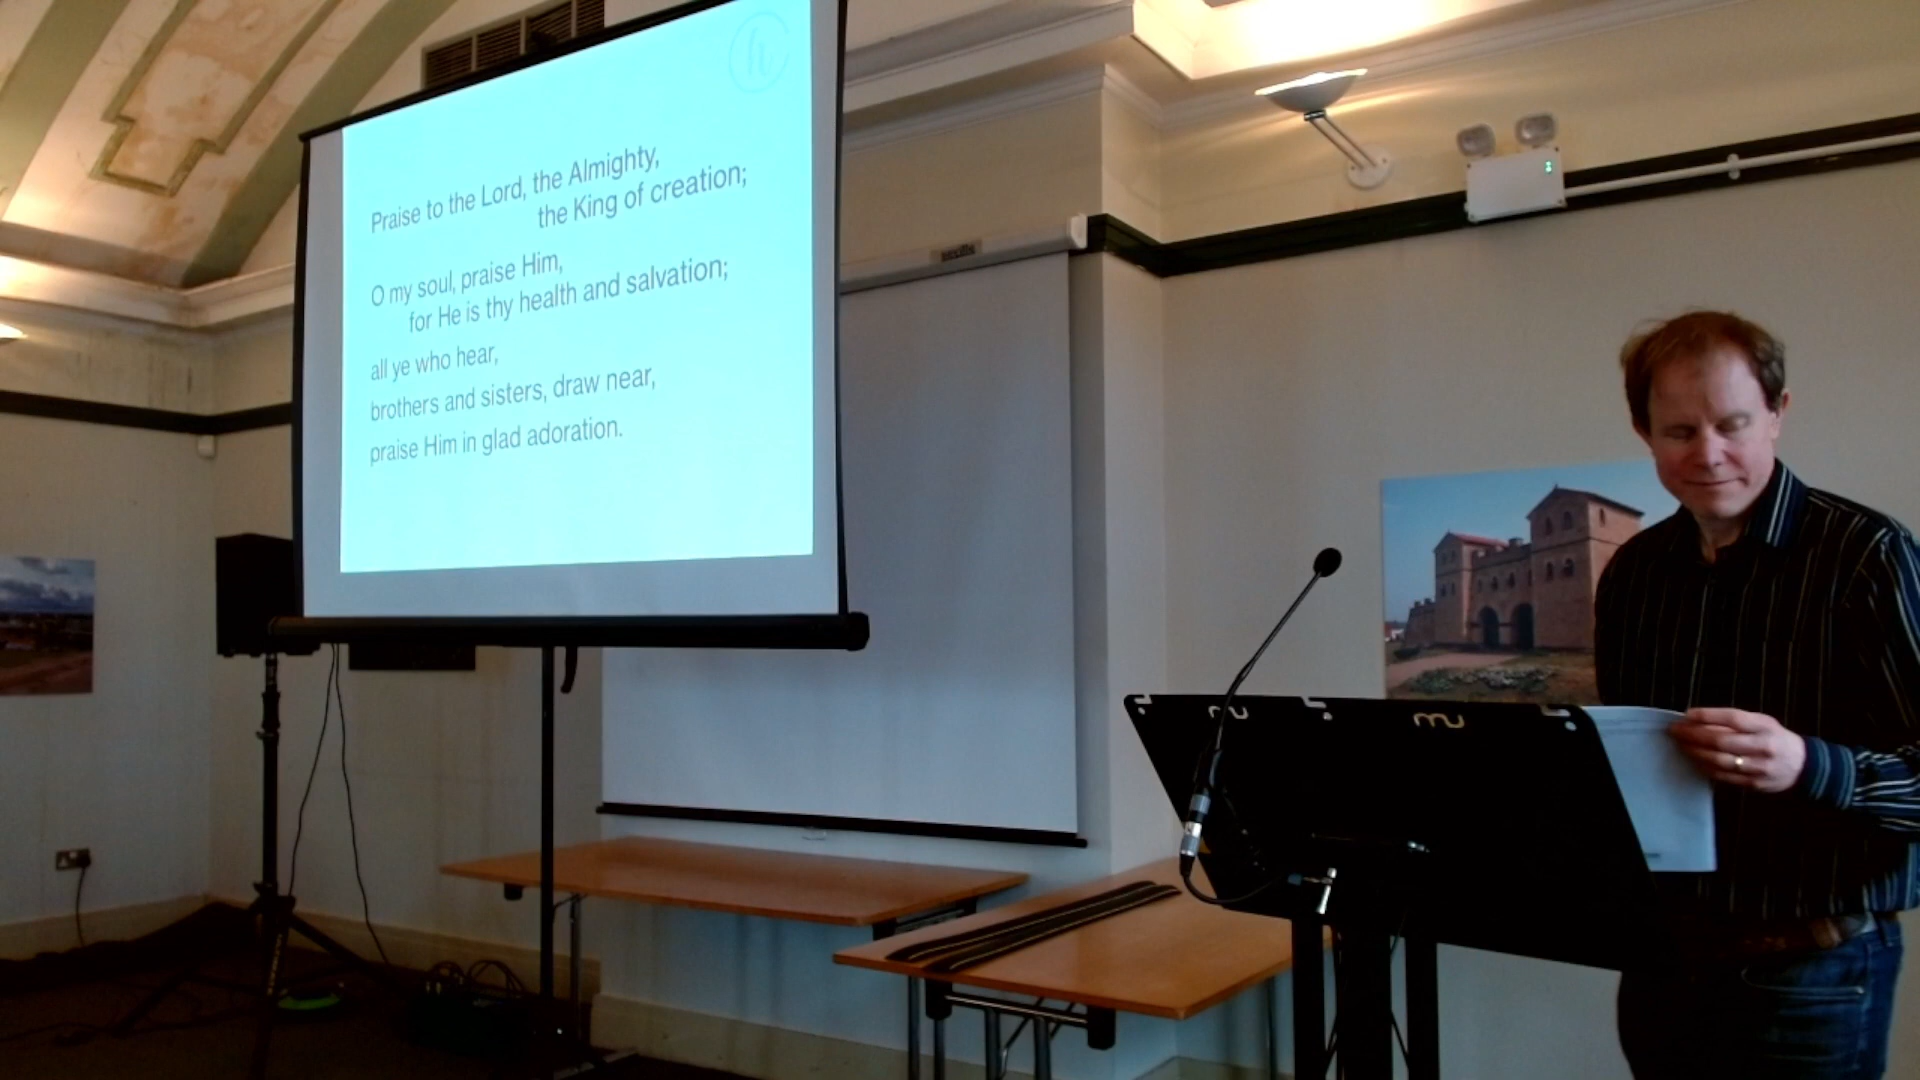 Praise to the Lord, the Almighty,
the King of creation;
O my soul, praise Him,
for He is thy health and salvation;
all ye who hear,
brothers and sisters, draw near,
praise Him in glad adoration.